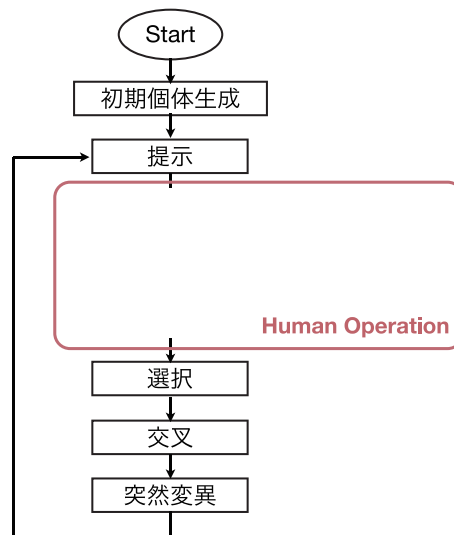 Start
初期個体生成
提示
Human Operation
選択
交叉
突然変異